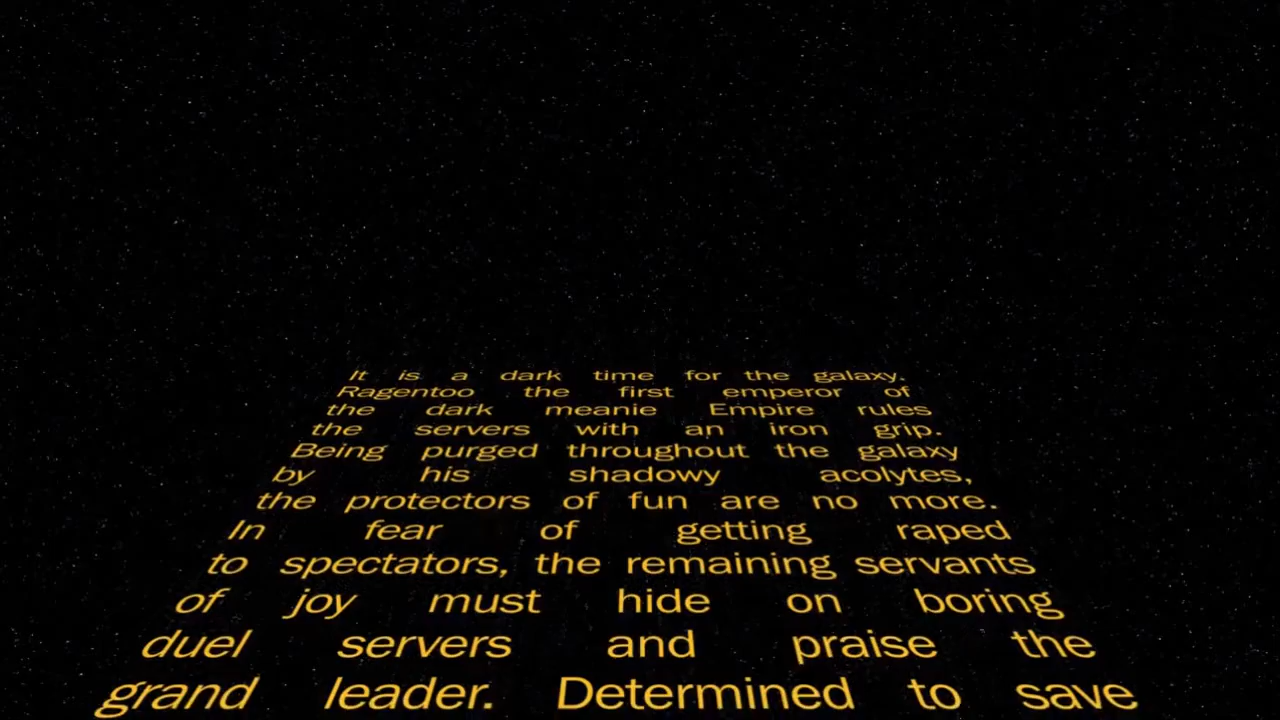 It is a dark time for the galaxy.
Ragentoo the first emperor of
the dark meanie Empire rules
the servers with an iron grip.
Being purged throughout the galaxy
by his shadowy acolytes,
the protectors of fun are no more.
In fear of getting raped
to spectators, the remaining servants
of joy must hide on boring
duel servers and praise the
grand leader. Determined to save